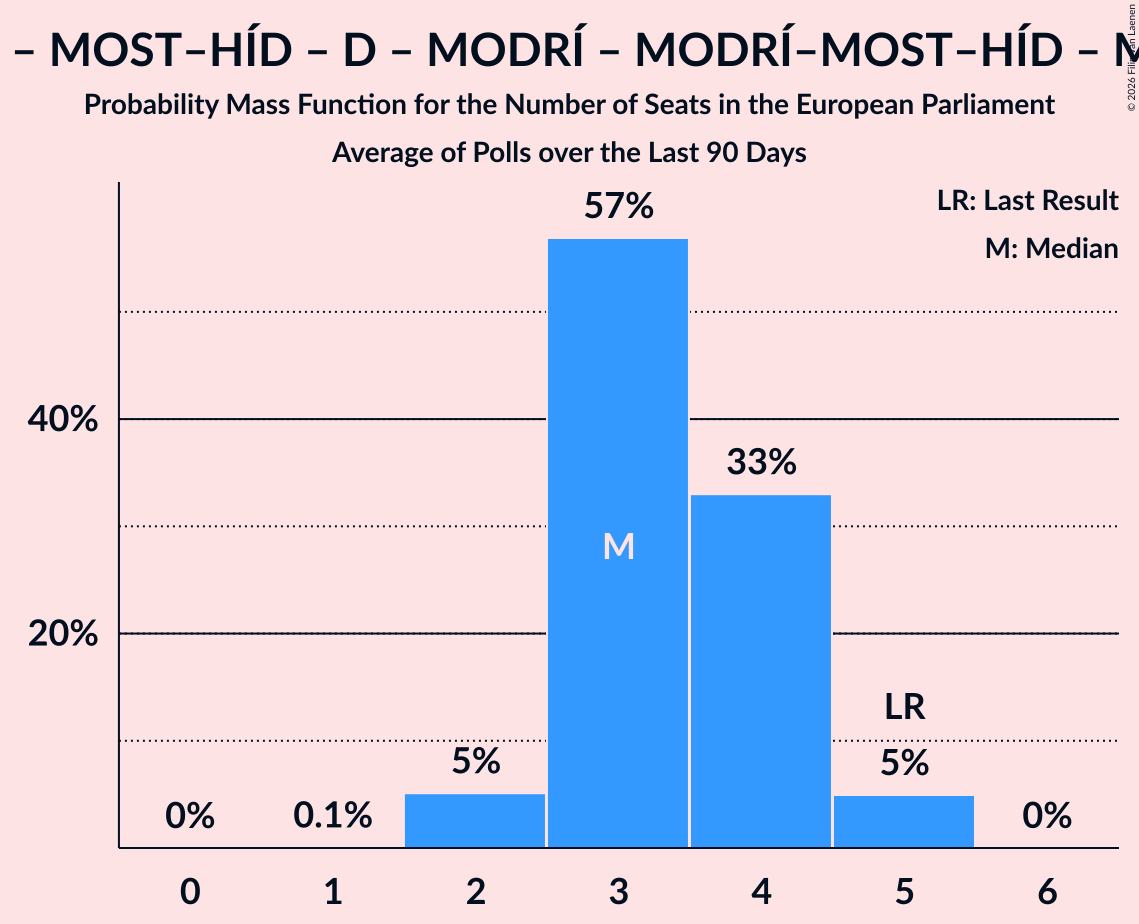 – MOST–HÍD – D – MODRÍ – MODRÍ–MOST–HÍD –
Probability Mass Function for the Number of Seats in the European Parliament
Average of Polls over the Last 90 Days
© 2026 Filip van Laenen
LR: Last Result
M: Median
57%
40%
33%
M
20%
LR
5%
5%
0%
0.1%
0%
0 1 2 3 4 5 6